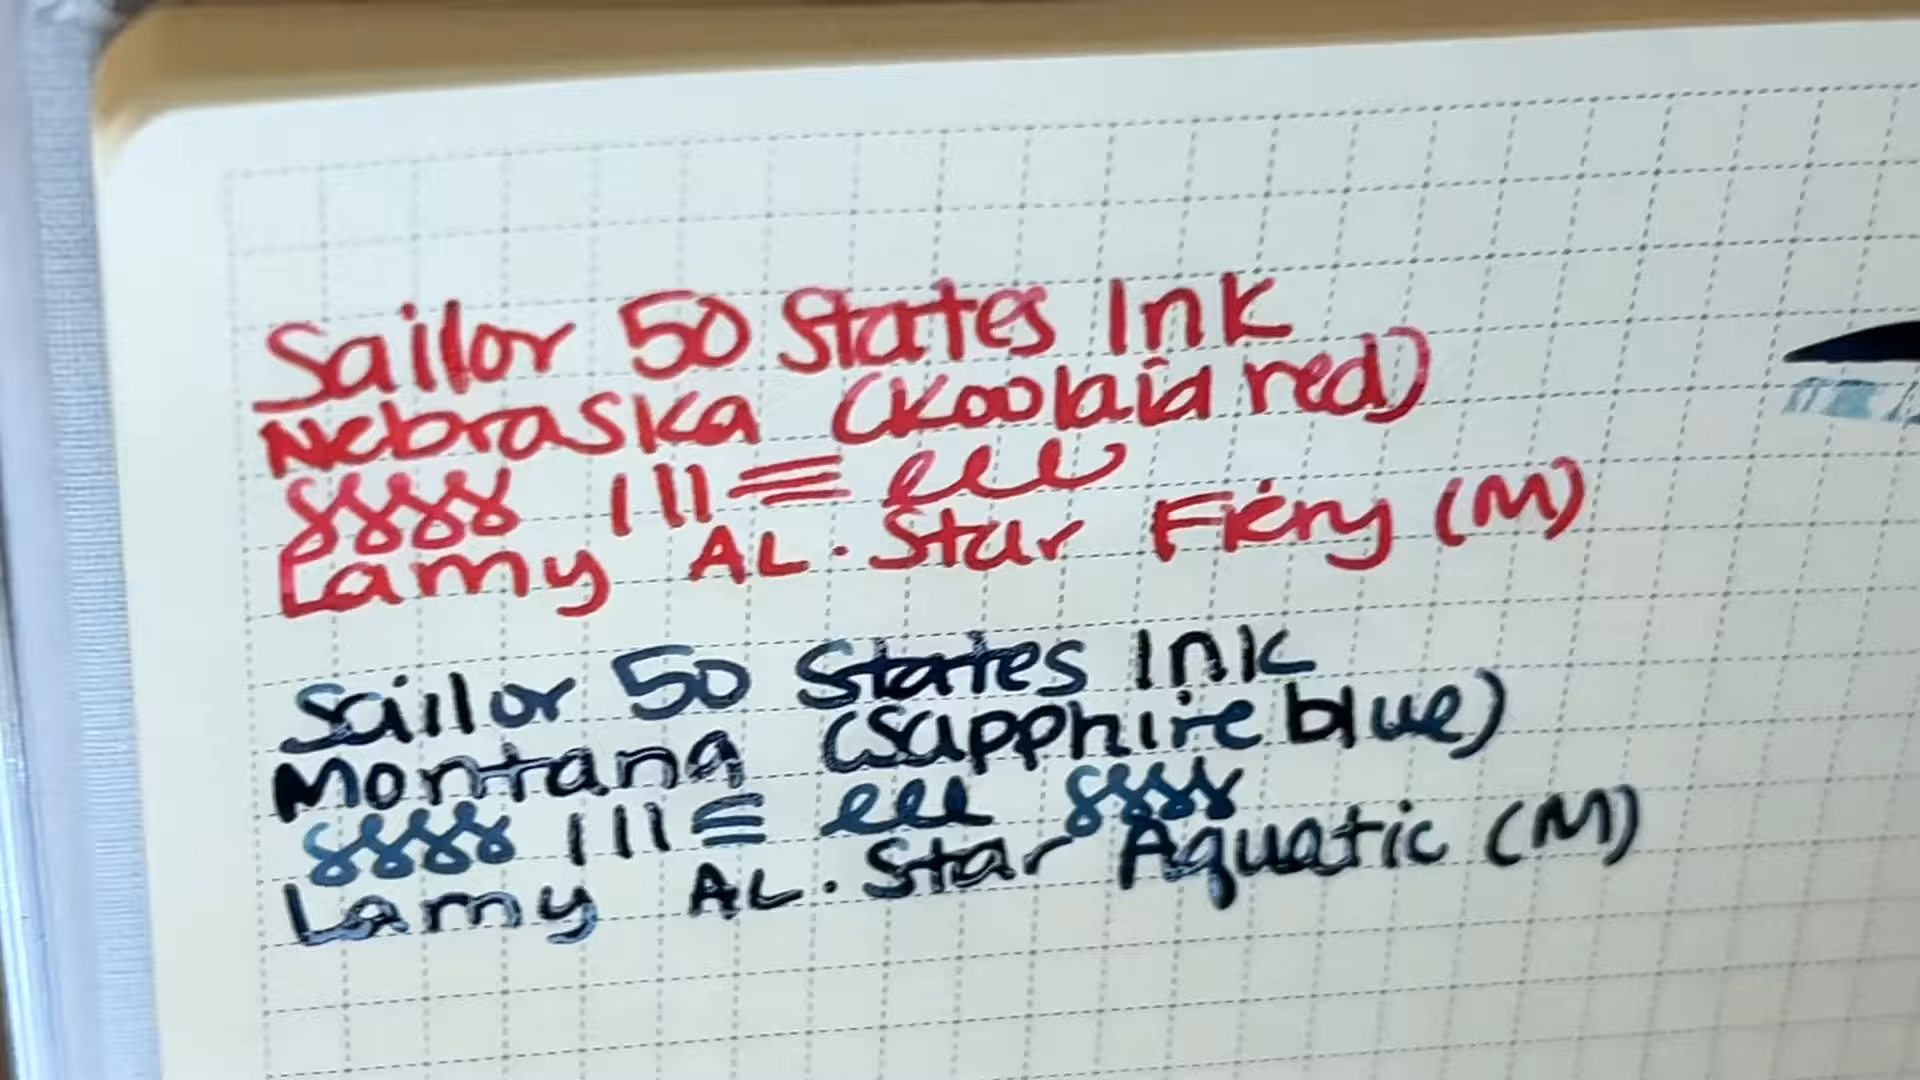 Sailor 50 States Ink
Nebraska (Koolaid red)
Lamy AL-Star Fiery (M)
Sailor 50 States Ink
Montana (Sapphire blue)
Lamy AL-Star Aquatic (M)